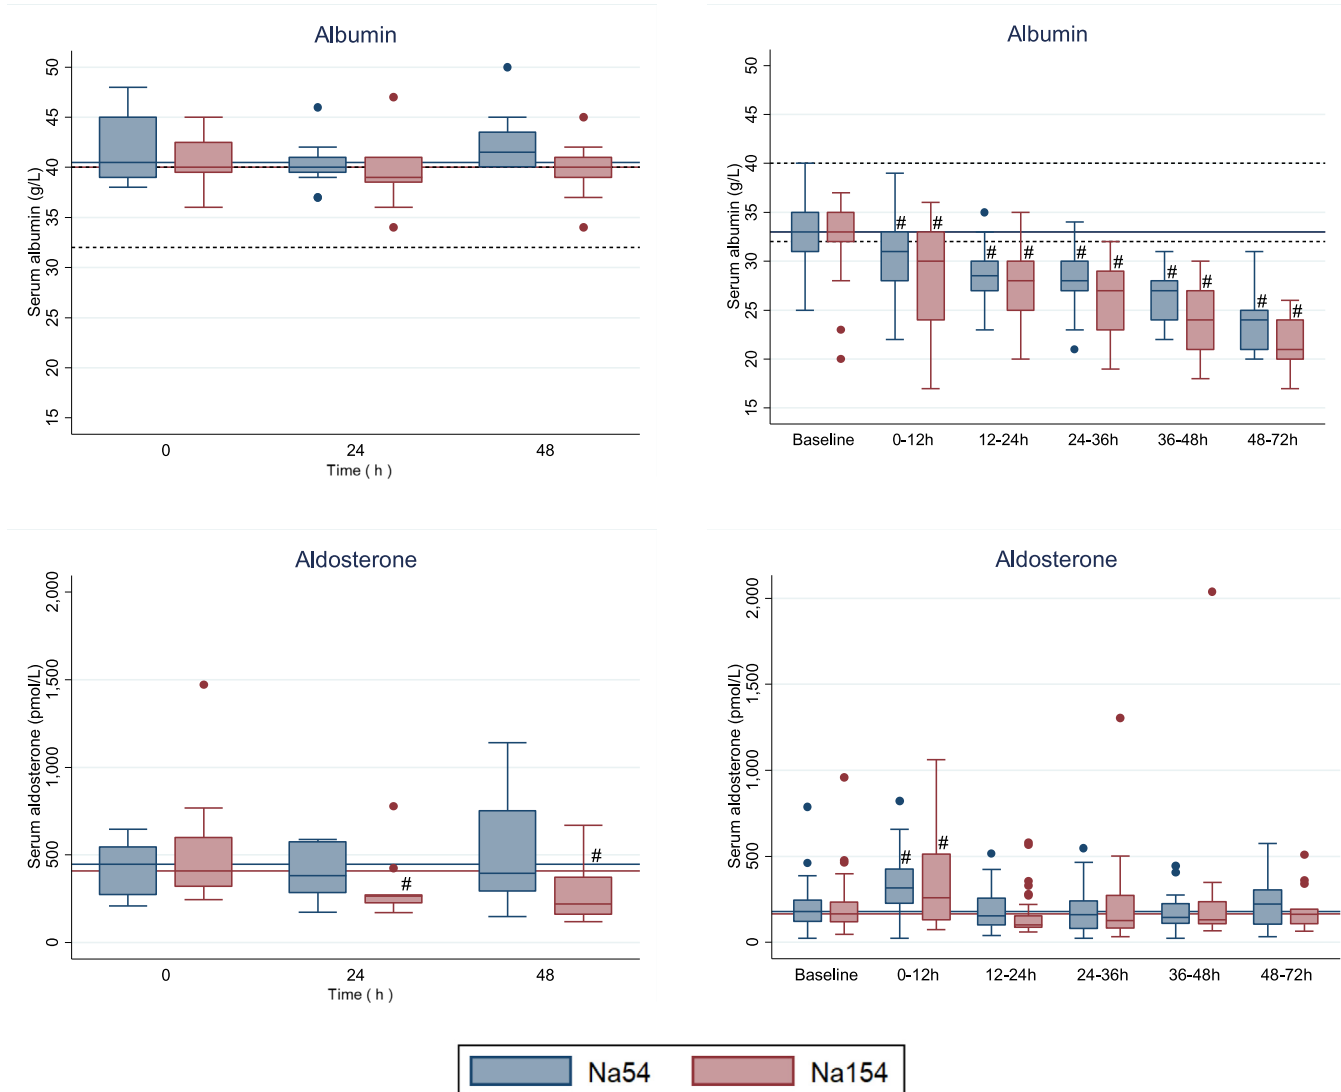 Albumin
Serum albumin (g/L)
50
45
40
35
30
25
20
15
0
24
48
Time ( h )
Albumin
Serum albumin (g/L)
50
45
40
35
30
25
20
15
# # # # # # # # # #
Baseline
0-12h
12-24h
24-36h
36-48h
48-72h
Aldosterone
Serum aldosterone (pmol/L)
2,000
1,500
1,000
500
0
# #
0
24
48
Time ( h )
Aldosterone
Serum aldosterone (pmol/L)
2,000
1,500
1,000
500
0
# #
Baseline
0-12h
12-24h
24-36h
36-48h
48-72h
Na54
Na154